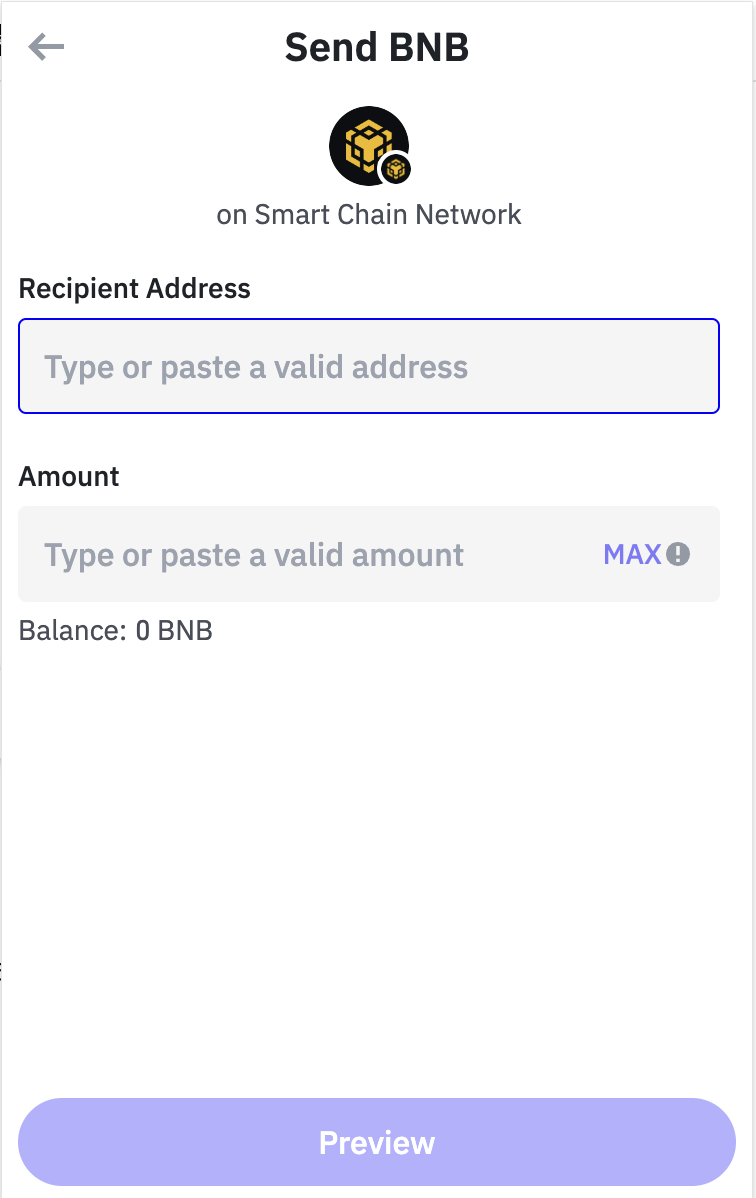 Send BNB
on Smart Chain Network
Recipient Address
Type or paste a valid address
Amount
Type or paste a valid amount MAX
Balance: 0 BNB
Preview